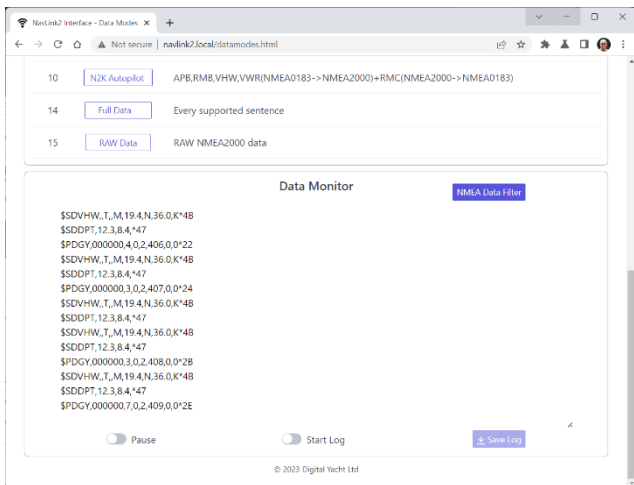 NavLink2 Interface - Data Modes
Not secure | navlink2.local/datamodes.html
10 N2K Autopilot APB,RMB,VHW,VWR(NMEA0183->NMEA2000)+RMC(NMEA2000->NMEA0183)
14 Full Data Every supported sentence
15 RAW Data RAW NMEA2000 data
Data Monitor
NMEA Data Filter
$SDVHW,,T,,M,19.4,N,36.0,K*4B
$SDDPT,12.3,8.4,*47
$PDGY,000000,4,0,2,406,0,0*22
$SDVHW,,T,,M,19.4,N,36.0,K*4B
$SDDPT,12.3,8.4,*47
$PDGY,000000,3,0,2,407,0,0*24
$SDVHW,,T,,M,19.4,N,36.0,K*4B
$SDDPT,12.3,8.4,*47
$SDVHW,,T,,M,19.4,N,36.0,K*4B
$SDDPT,12.3,8.4,*47
$PDGY,000000,3,0,2,408,0,0*2B
$SDVHW,,T,,M,19.4,N,36.0,K*4B
$SDDPT,12.3,8.4,*47
$PDGY,000000,7,0,2,409,0,0*2E
Pause Start Log Save Log
© 2023 Digital Yacht Ltd